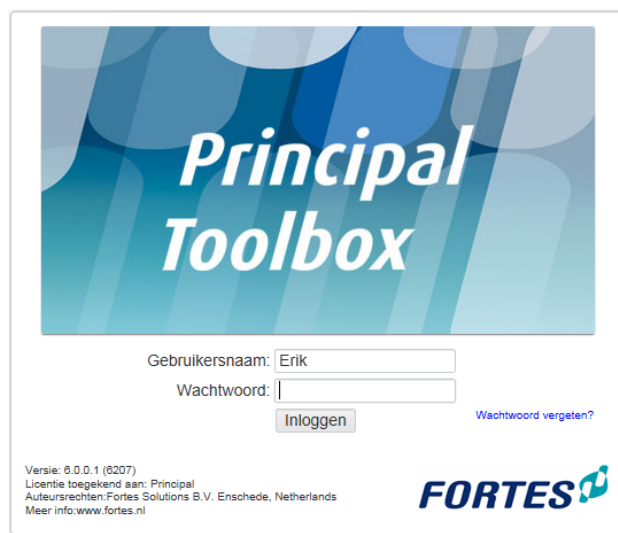 Principal
Toolbox
Gebruikersnaam: Erik
Wachtwoord:
Inloggen
Wachtwoord vergeten?
Versie: 6.0.0.1 (6207)
Licentie toegekend aan: Principal
Auteursrechten:Fortes Solutions B.V. Enschede, Netherlands
Meer info:www.fortes.nl
FORTES